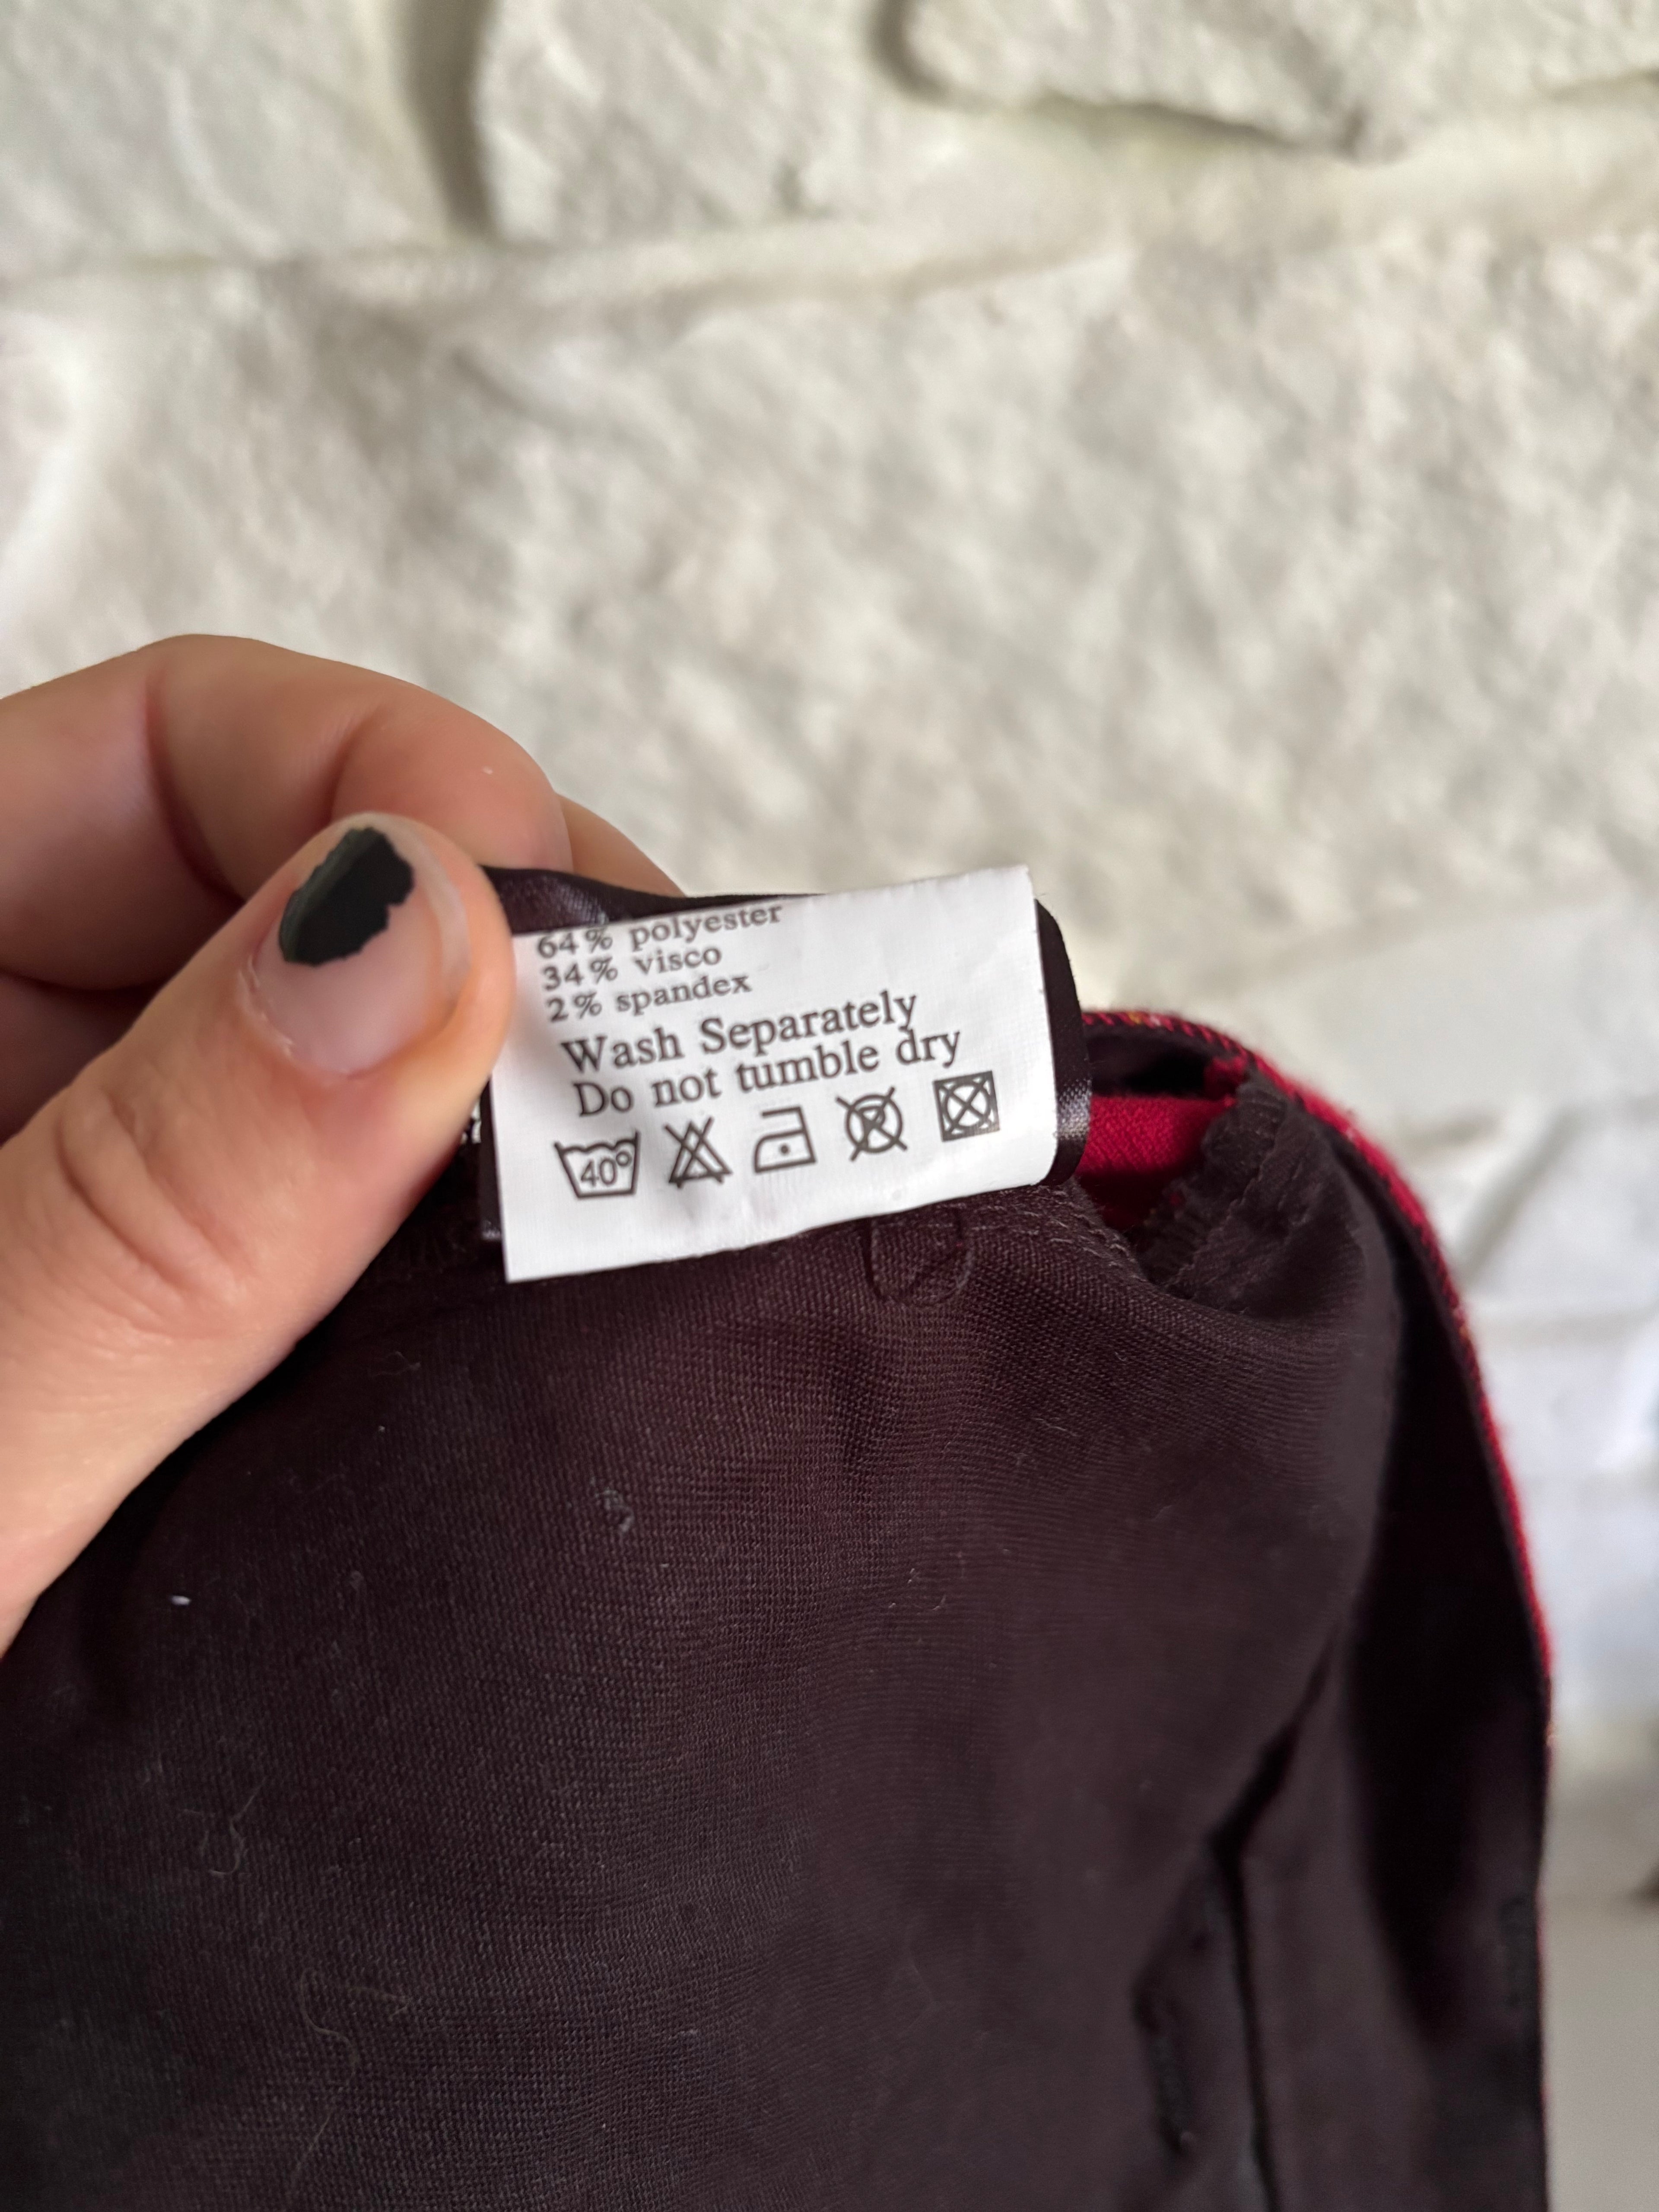 64% polyester
34% visco
2% spandex
Wash Separately
Do not tumble dry
40° P